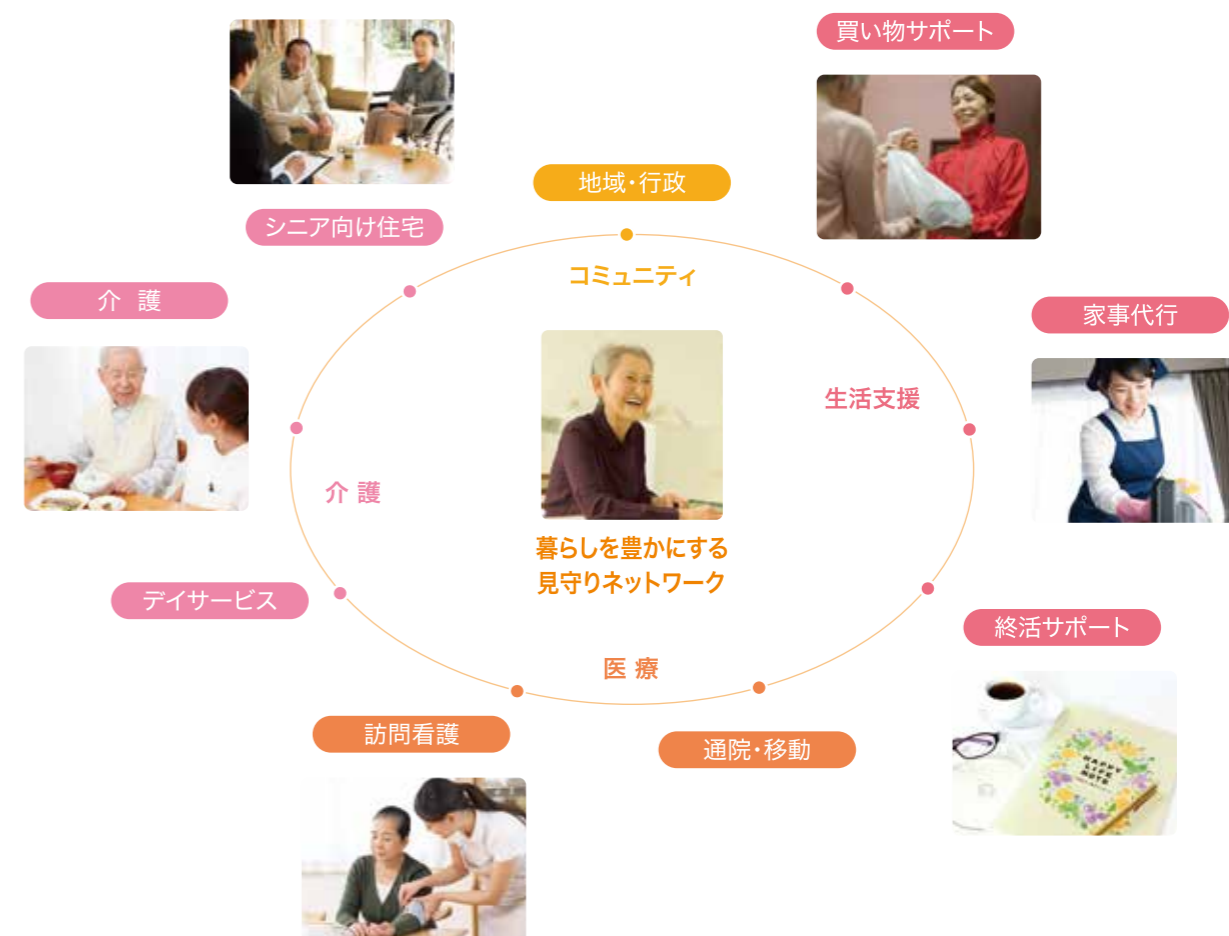 買い物サポート
地域・行政
シニア向け住宅
コミュニティ
介 護
家事代行
生活支援
介 護
暮らしを豊かにする
見守りネットワーク
デイサービス
終活サポート
医 療
訪問看護
通院・移動
HAPPY
LIFE
NOTE